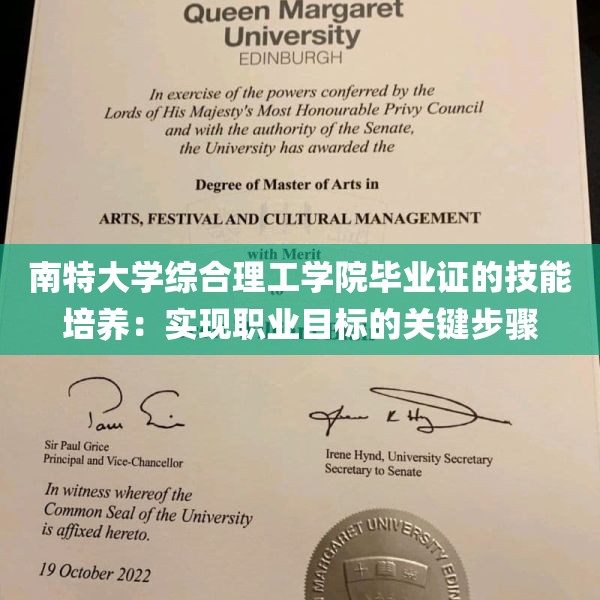 Queen Margaret
University
EDINBURGH
In exercise of the powers conferred by the
Lords of His Majesty's Most Honourable Privy Council
and with the authority of the Senate,
the University has awarded the
Degree of Master of Arts in
ARTS, FESTIVAL AND CULTURAL MANAGEMENT
with Merit
to
南特大学综合理工学院毕业证的技能
培养：实现职业目标的关键步骤
Sir Paul Grice
Principal and Vice-Chancellor
Irene Hynd, University Secretary
Secretary to Senate
In witness whereof the
Common Seal of the University
is affixed hereto.
19 October 2022
MARGARET UNIVERSITY EDIN